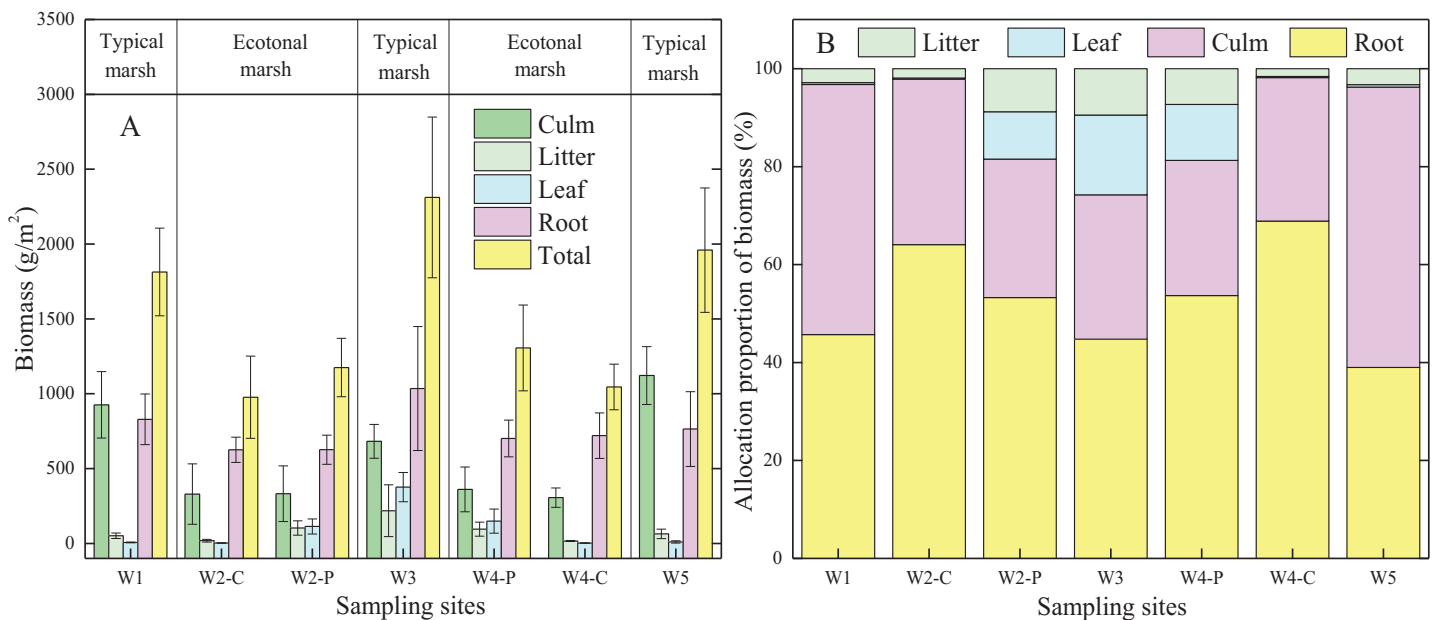 3500
3000
2500
2000
1500
1000
500
0
Biomass (g/m²)
Typical
marsh
Ecotonal
marsh
Typical
marsh
Ecotonal
marsh
Typical
marsh
A
Culm
Litter
Leaf
Root
Total
W1
W2-C
W2-P
W3
W4-P
W4-C
W5
Sampling sites
B
Litter
Leaf
Culm
Root
100
80
60
40
20
0
Allocation proportion of biomass (%)
W1
W2-C
W2-P
W3
W4-P
W4-C
W5
Sampling sites